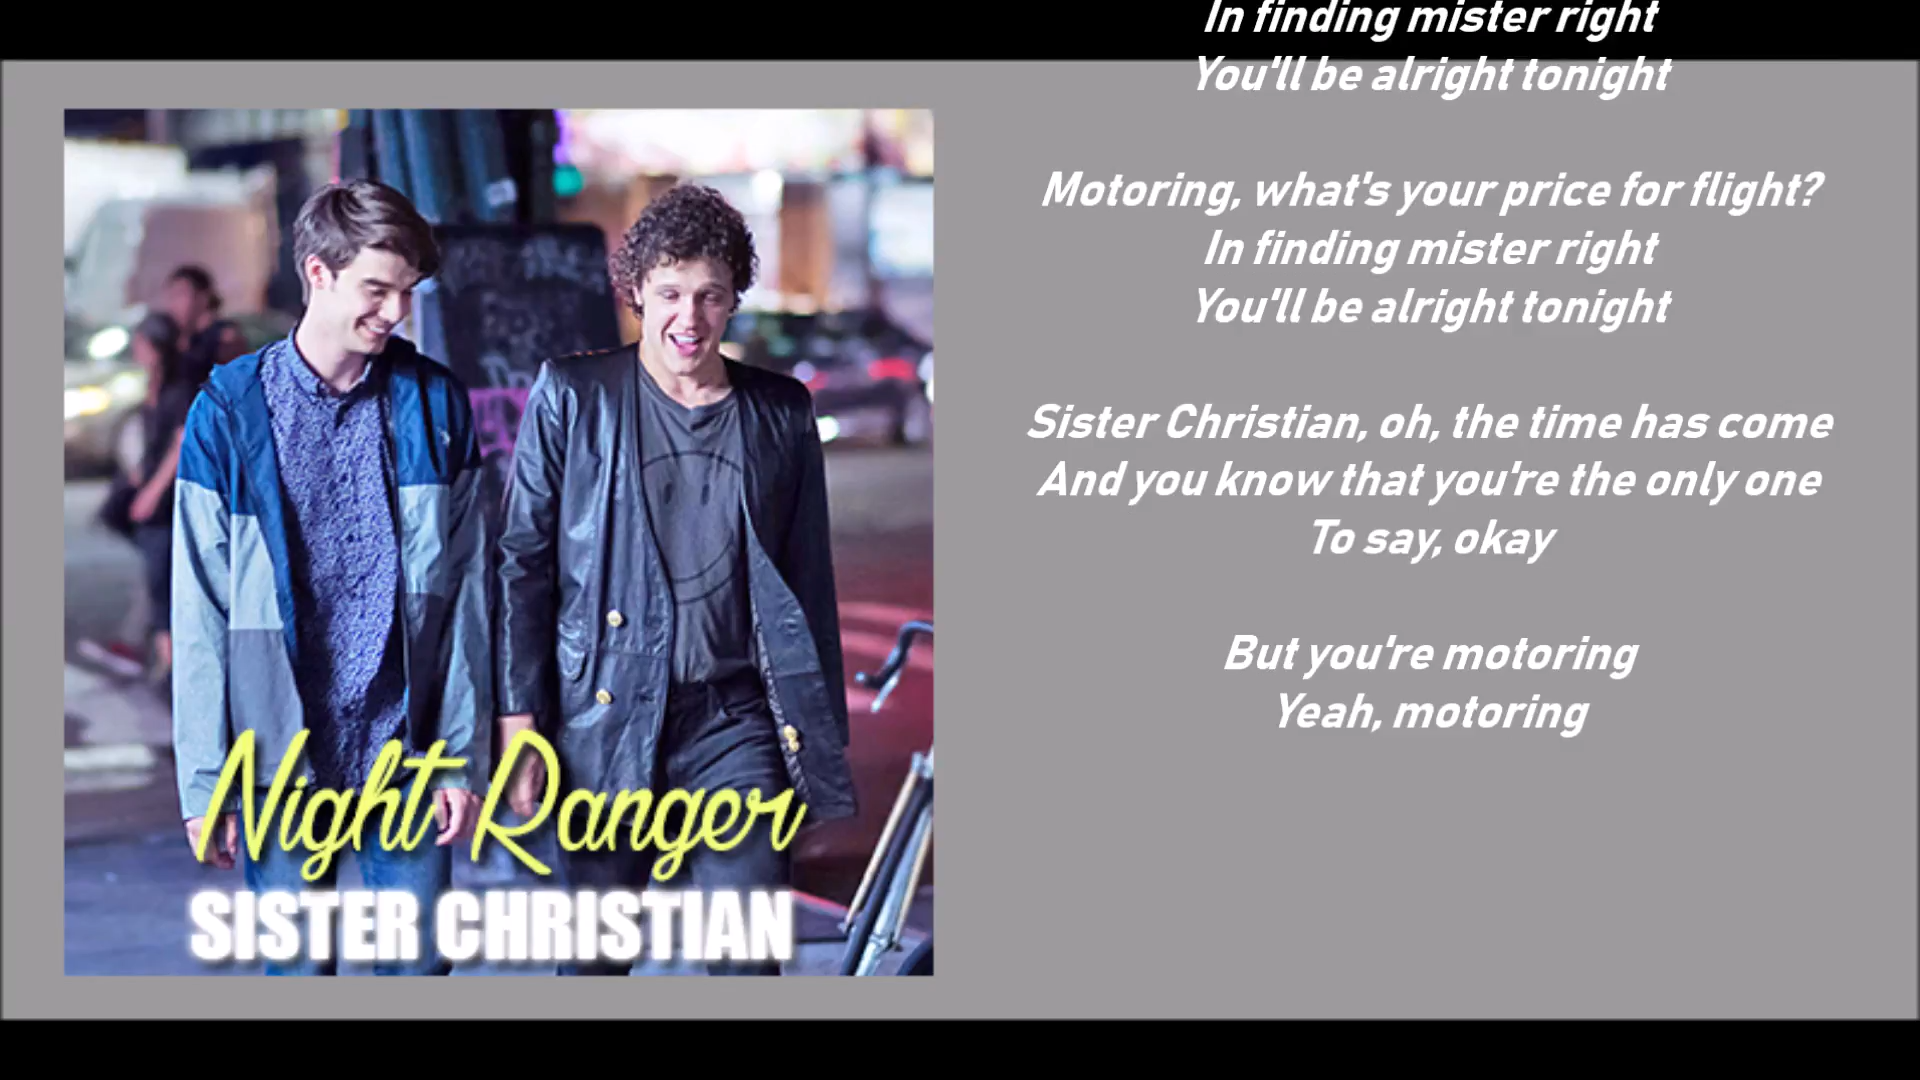 In finding mister right
You'll be alright tonight
Motoring, what's your price for flight?
In finding mister right
You'll be alright tonight
Sister Christian, oh, the time has come
And you know that you're the only one
To say, okay
But you're motoring
Yeah, motoring
Night Ranger
SISTER CHRISTIAN